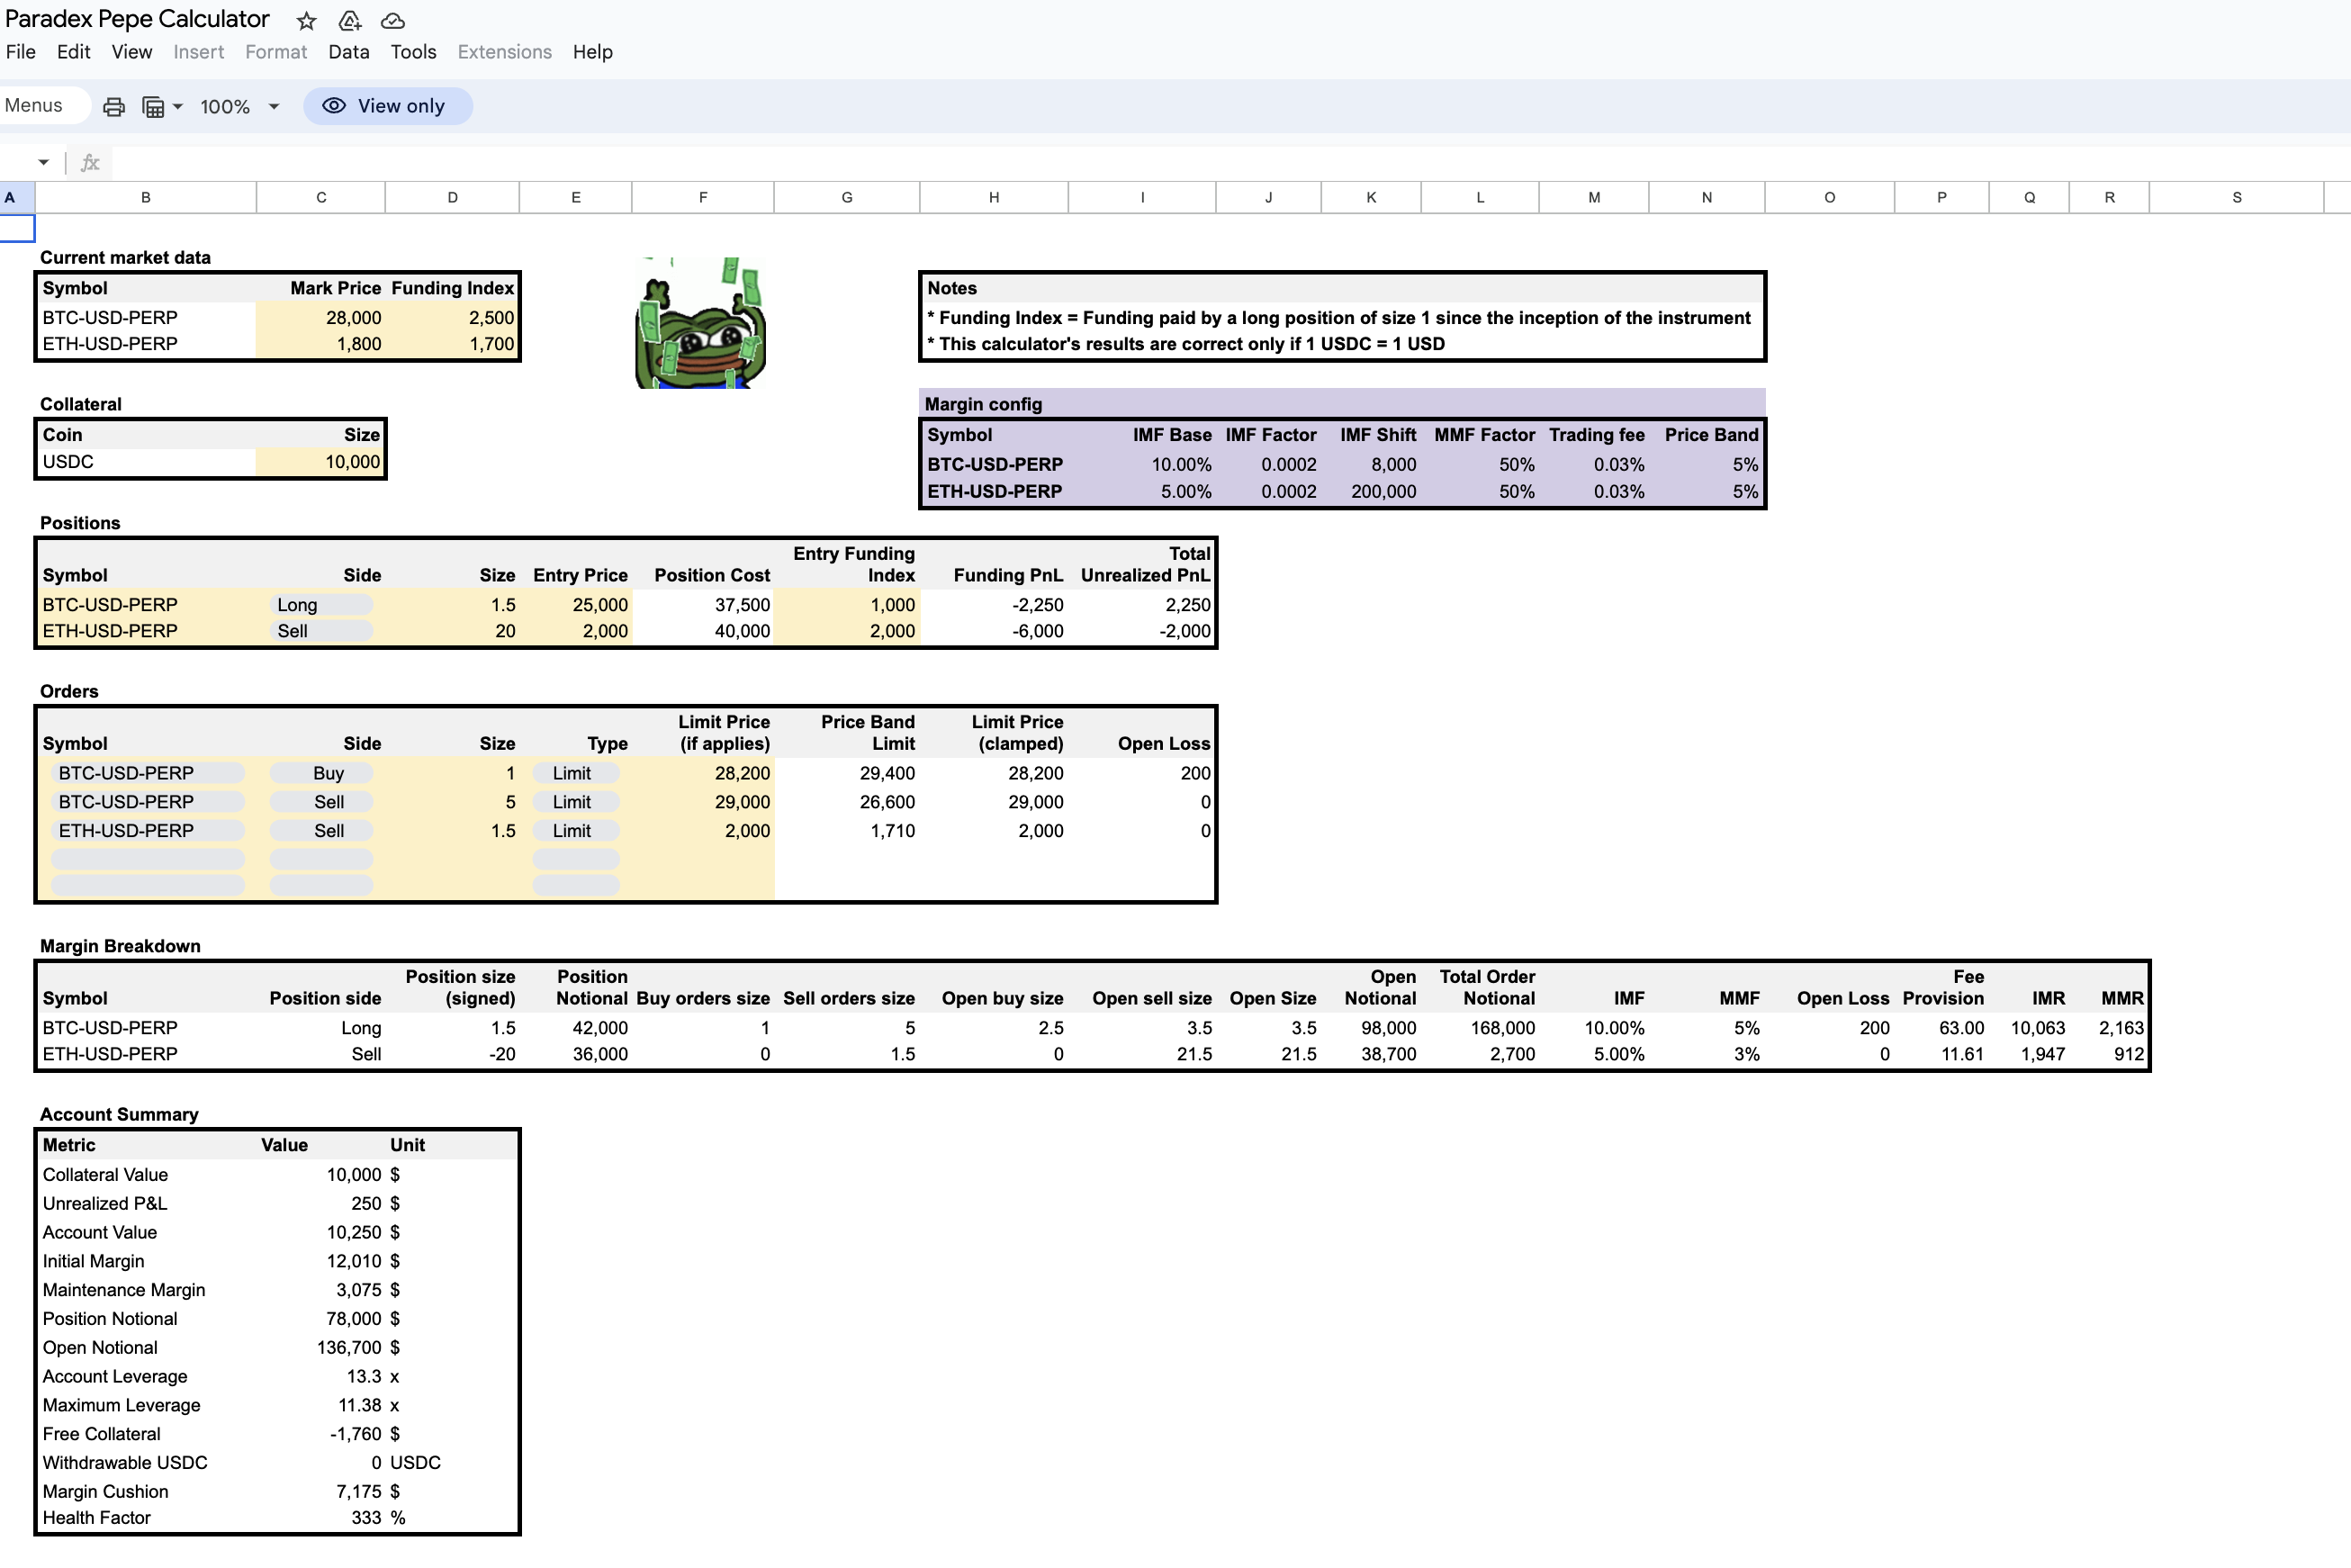 Paradex Pepe Calculator
File Edit View Insert Format Data Tools Extensions Help
Menus 100% View only
fx
A B C D E F G H I J K L M N O P Q R S
Current market data
Symbol Mark Price Funding Index
BTC-USD-PERP 28,000 2,500
ETH-USD-PERP 1,800 1,700
Notes
* Funding Index = Funding paid by a long position of size 1 since the inception of the instrument
* This calculator's results are correct only if 1 USDC = 1 USD
Collateral
Coin Size
USDC 10,000
Margin config
Symbol IMF Base IMF Factor IMF Shift MMF Factor Trading fee Price Band
BTC-USD-PERP 10.00% 0.0002 8,000 50% 0.03% 5%
ETH-USD-PERP 5.00% 0.0002 200,000 50% 0.03% 5%
Positions
Entry Funding Total
Symbol Side Size Entry Price Position Cost Index Funding PnL Unrealized PnL
BTC-USD-PERP Long 1.5 25,000 37,500 1,000 -2,250 2,250
ETH-USD-PERP Sell 20 2,000 40,000 2,000 -6,000 -2,000
Orders
Limit Price Price Band Limit Price
Symbol Side Size Type (if applies) Limit (clamped) Open Loss
BTC-USD-PERP Buy 1 Limit 28,200 29,400 28,200 200
BTC-USD-PERP Sell 5 Limit 29,000 26,600 29,000 0
ETH-USD-PERP Sell 1.5 Limit 2,000 1,710 2,000 0
Margin Breakdown
Position size Position Open Total Order Fee
Symbol Position side (signed) Notional Buy orders size Sell orders size Open buy size Open sell size Open Size Notional Notional IMF MMF Open Loss Provision IMR MMR
BTC-USD-PERP Long 1.5 42,000 1 5 2.5 3.5 3.5 98,000 168,000 10.00% 5% 200 63.00 10,063 2,163
ETH-USD-PERP Sell -20 36,000 0 1.5 0 21.5 21.5 38,700 2,700 5.00% 3% 0 11.61 1,947 912
Account Summary
Metric Value Unit
Collateral Value 10,000 $
Unrealized P&L 250 $
Account Value 10,250 $
Initial Margin 12,010 $
Maintenance Margin 3,075 $
Position Notional 78,000 $
Open Notional 136,700 $
Account Leverage 13.3 x
Maximum Leverage 11.38 x
Free Collateral -1,760 $
Withdrawable USDC 0 USDC
Margin Cushion 7,175 $
Health Factor 333 %